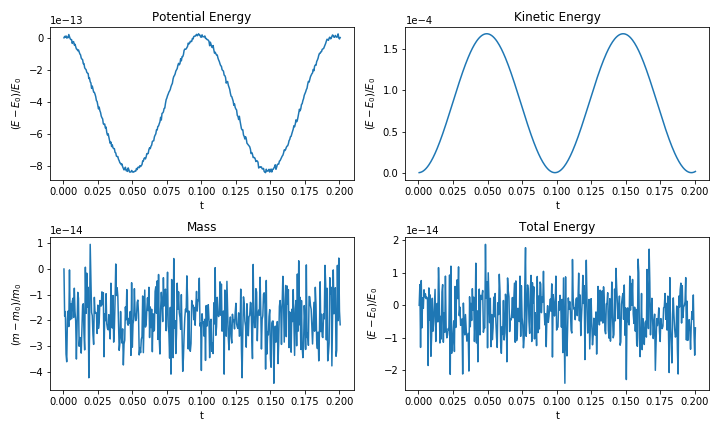 Potential Energy
1e−13
(E − E₀)/E₀
0
−2
−4
−6
−8
0.000 0.025 0.050 0.075 0.100 0.125 0.150 0.175 0.200
t
Kinetic Energy
1e−4
(E − E₀)/E₀
1.5
1.0
0.5
0.0
0.000 0.025 0.050 0.075 0.100 0.125 0.150 0.175 0.200
t
Mass
1e−14
(m − m₀)/m₀
1
0
−1
−2
−3
−4
0.000 0.025 0.050 0.075 0.100 0.125 0.150 0.175 0.200
t
Total Energy
1e−14
(E − E₀)/E₀
2
1
0
−1
−2
0.000 0.025 0.050 0.075 0.100 0.125 0.150 0.175 0.200
t